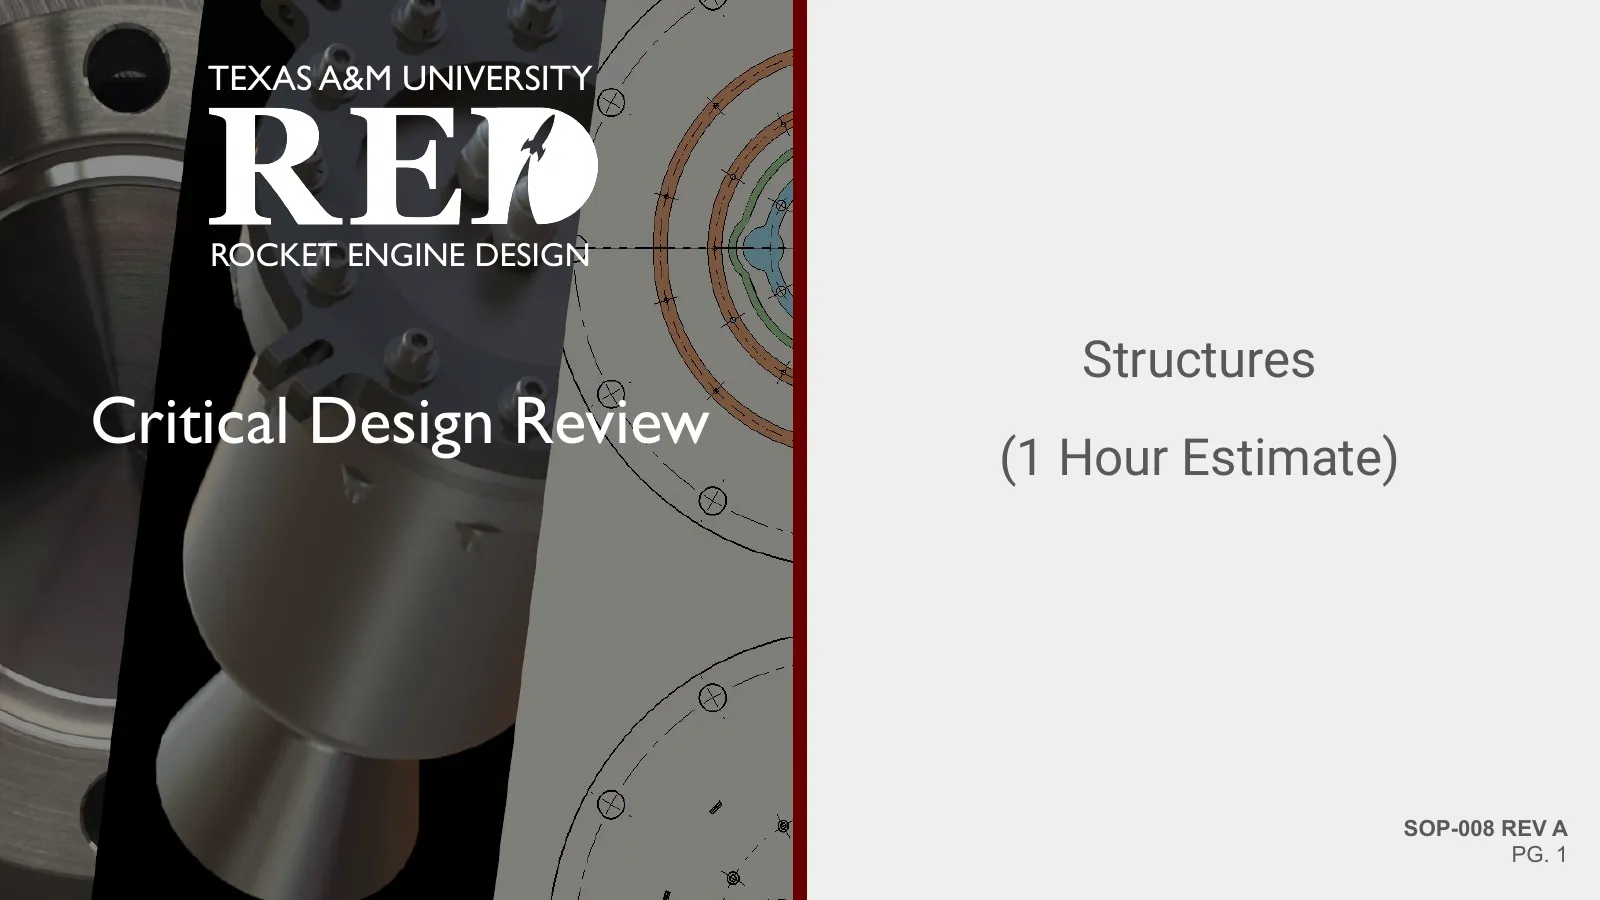 TEXAS A&M UNIVERSITY
RED
ROCKET ENGINE DESIGN
Critical Design Review
Structures
(1 Hour Estimate)
SOP-008 REV A
PG. 1